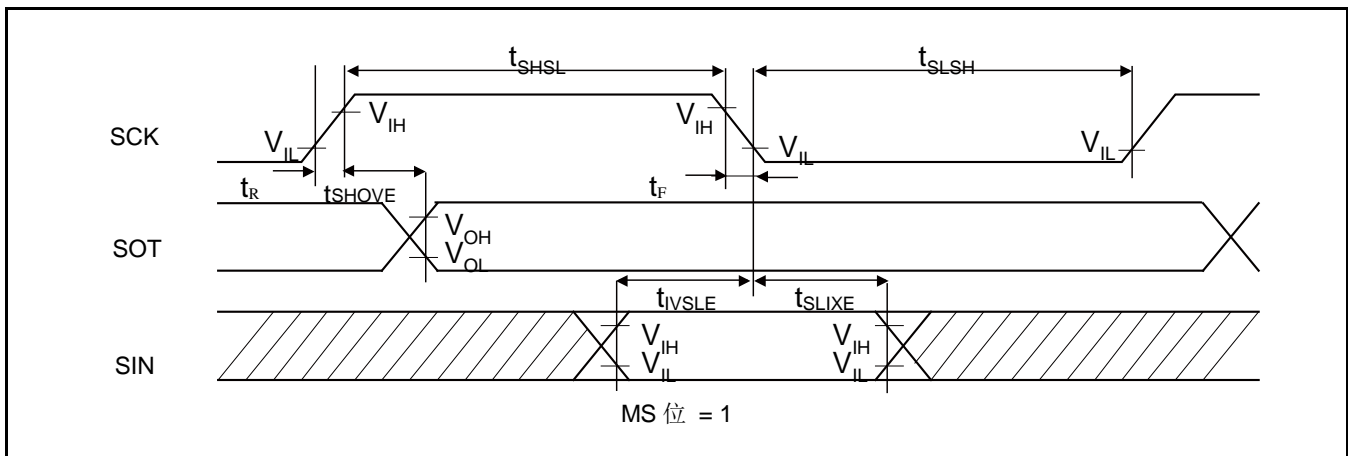 tSHSL tSLSH
SCK VIL VIH VIH VIL VIL
tR tSHOVE tF
SOT VOH
VOL
tIVSLE tSLIXE
VIH VIH
SIN VIL VIL
MS 位 = 1